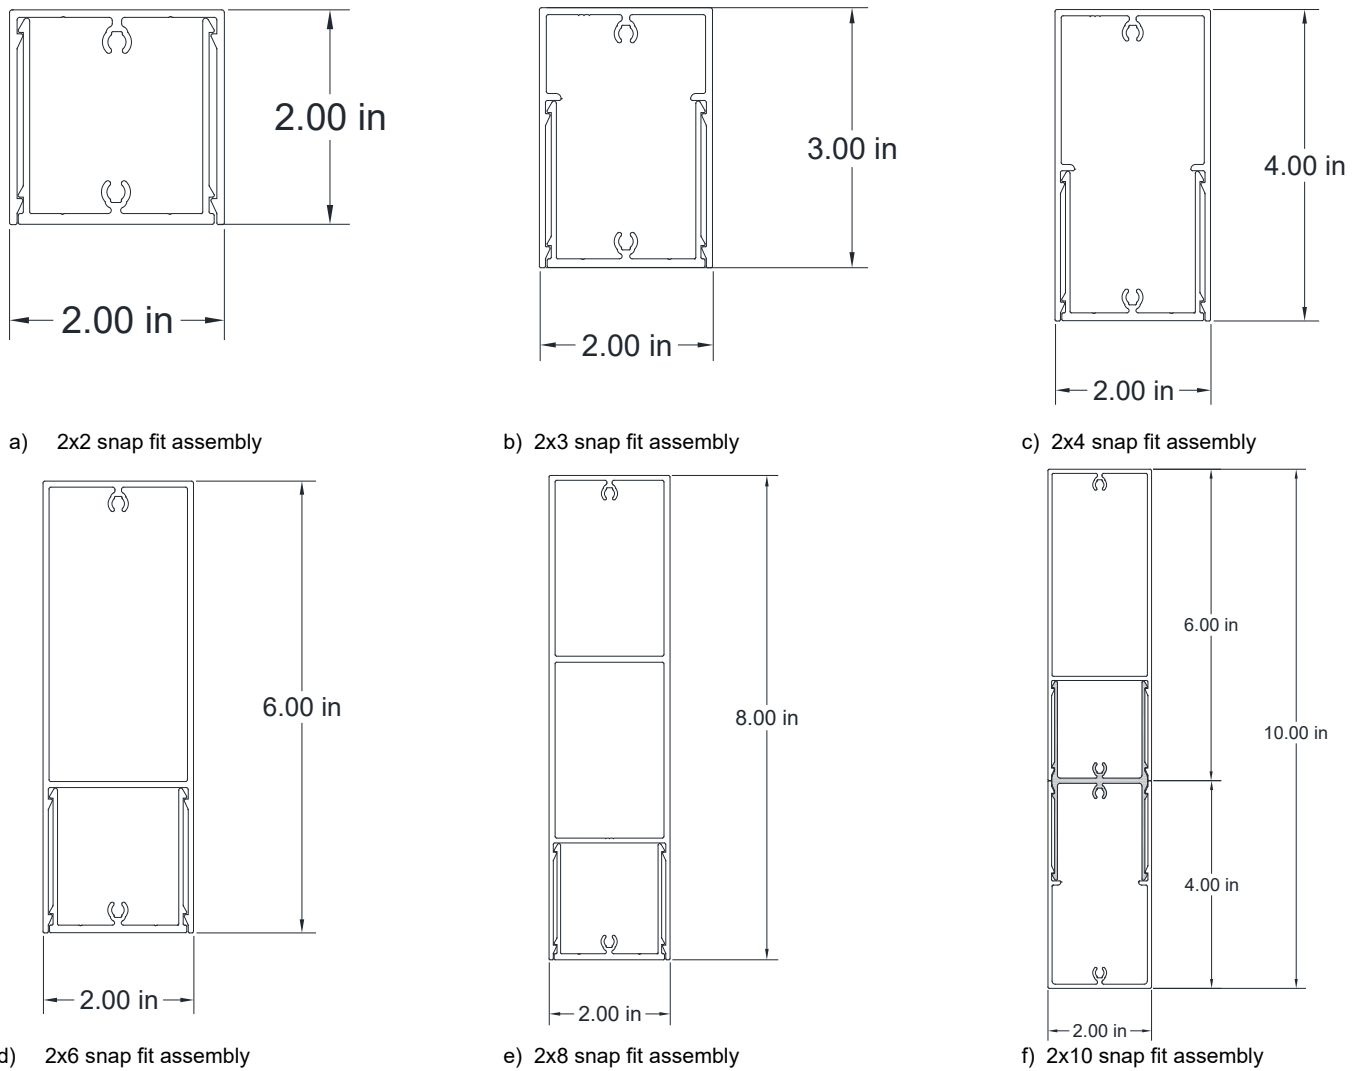 2.00 in
2.00 in
a) 2x2 snap fit assembly
3.00 in
2.00 in
b) 2x3 snap fit assembly
4.00 in
2.00 in
c) 2x4 snap fit assembly
6.00 in
2.00 in
d) 2x6 snap fit assembly
8.00 in
2.00 in
e) 2x8 snap fit assembly
6.00 in
10.00 in
4.00 in
2.00 in
f) 2x10 snap fit assembly